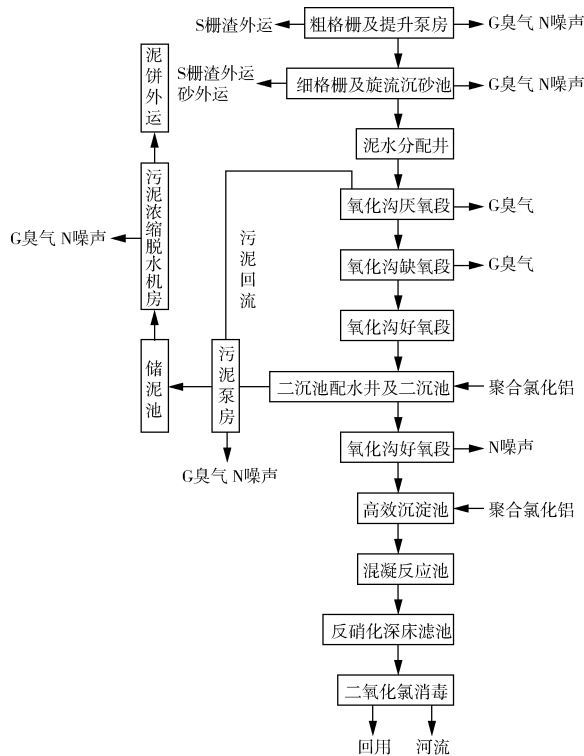 S栅渣外运
粗格栅及提升泵房
G臭气 N噪声
泥饼外运
S栅渣外运
砂外运
细格栅及旋流沉砂池
G臭气 N噪声
泥水分配井
污泥浓缩脱水机房
G臭气 N噪声
氧化沟厌氧段
G臭气
污泥回流
氧化沟缺氧段
G臭气
氧化沟好氧段
储泥池
污泥泵房
二沉池配水井及二沉池
聚合氯化铝
氧化沟好氧段
N噪声
G臭气 N噪声
高效沉淀池
聚合氯化铝
混凝反应池
反硝化深床滤池
二氧化氯消毒
回用
河流